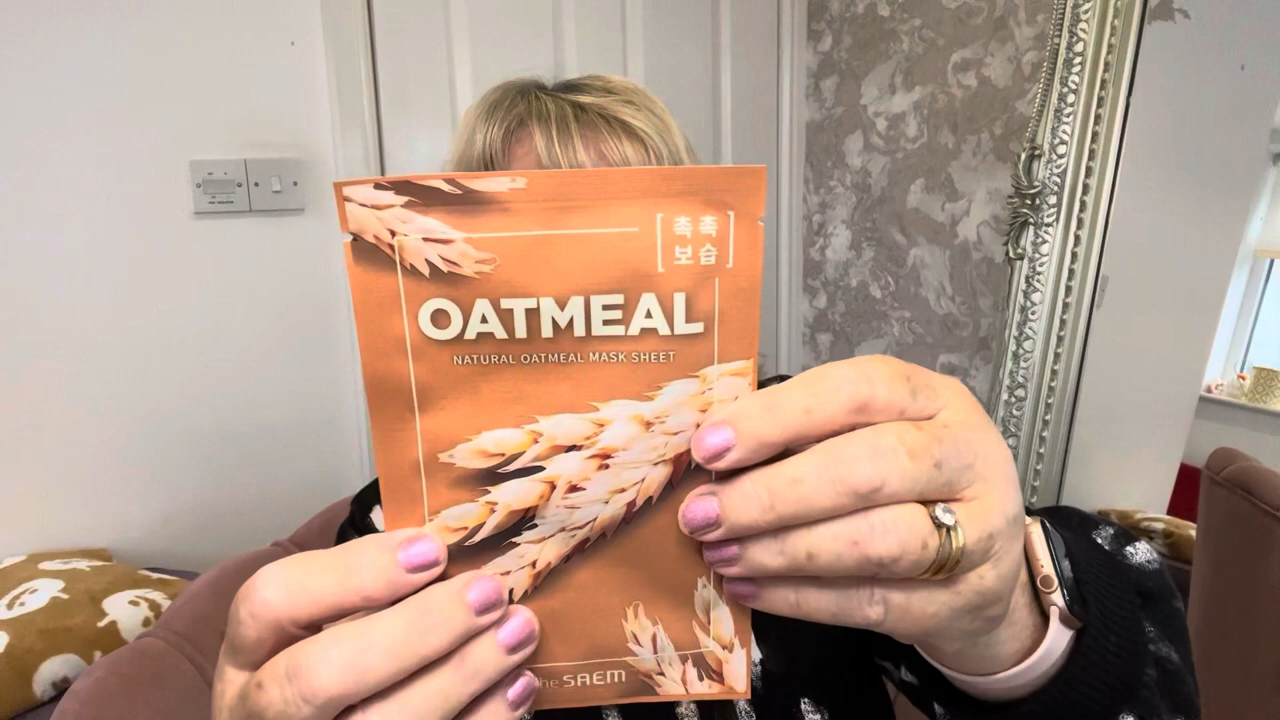 촉촉
보습
OATMEAL
NATURAL OATMEAL MASK SHEET
the SAEM